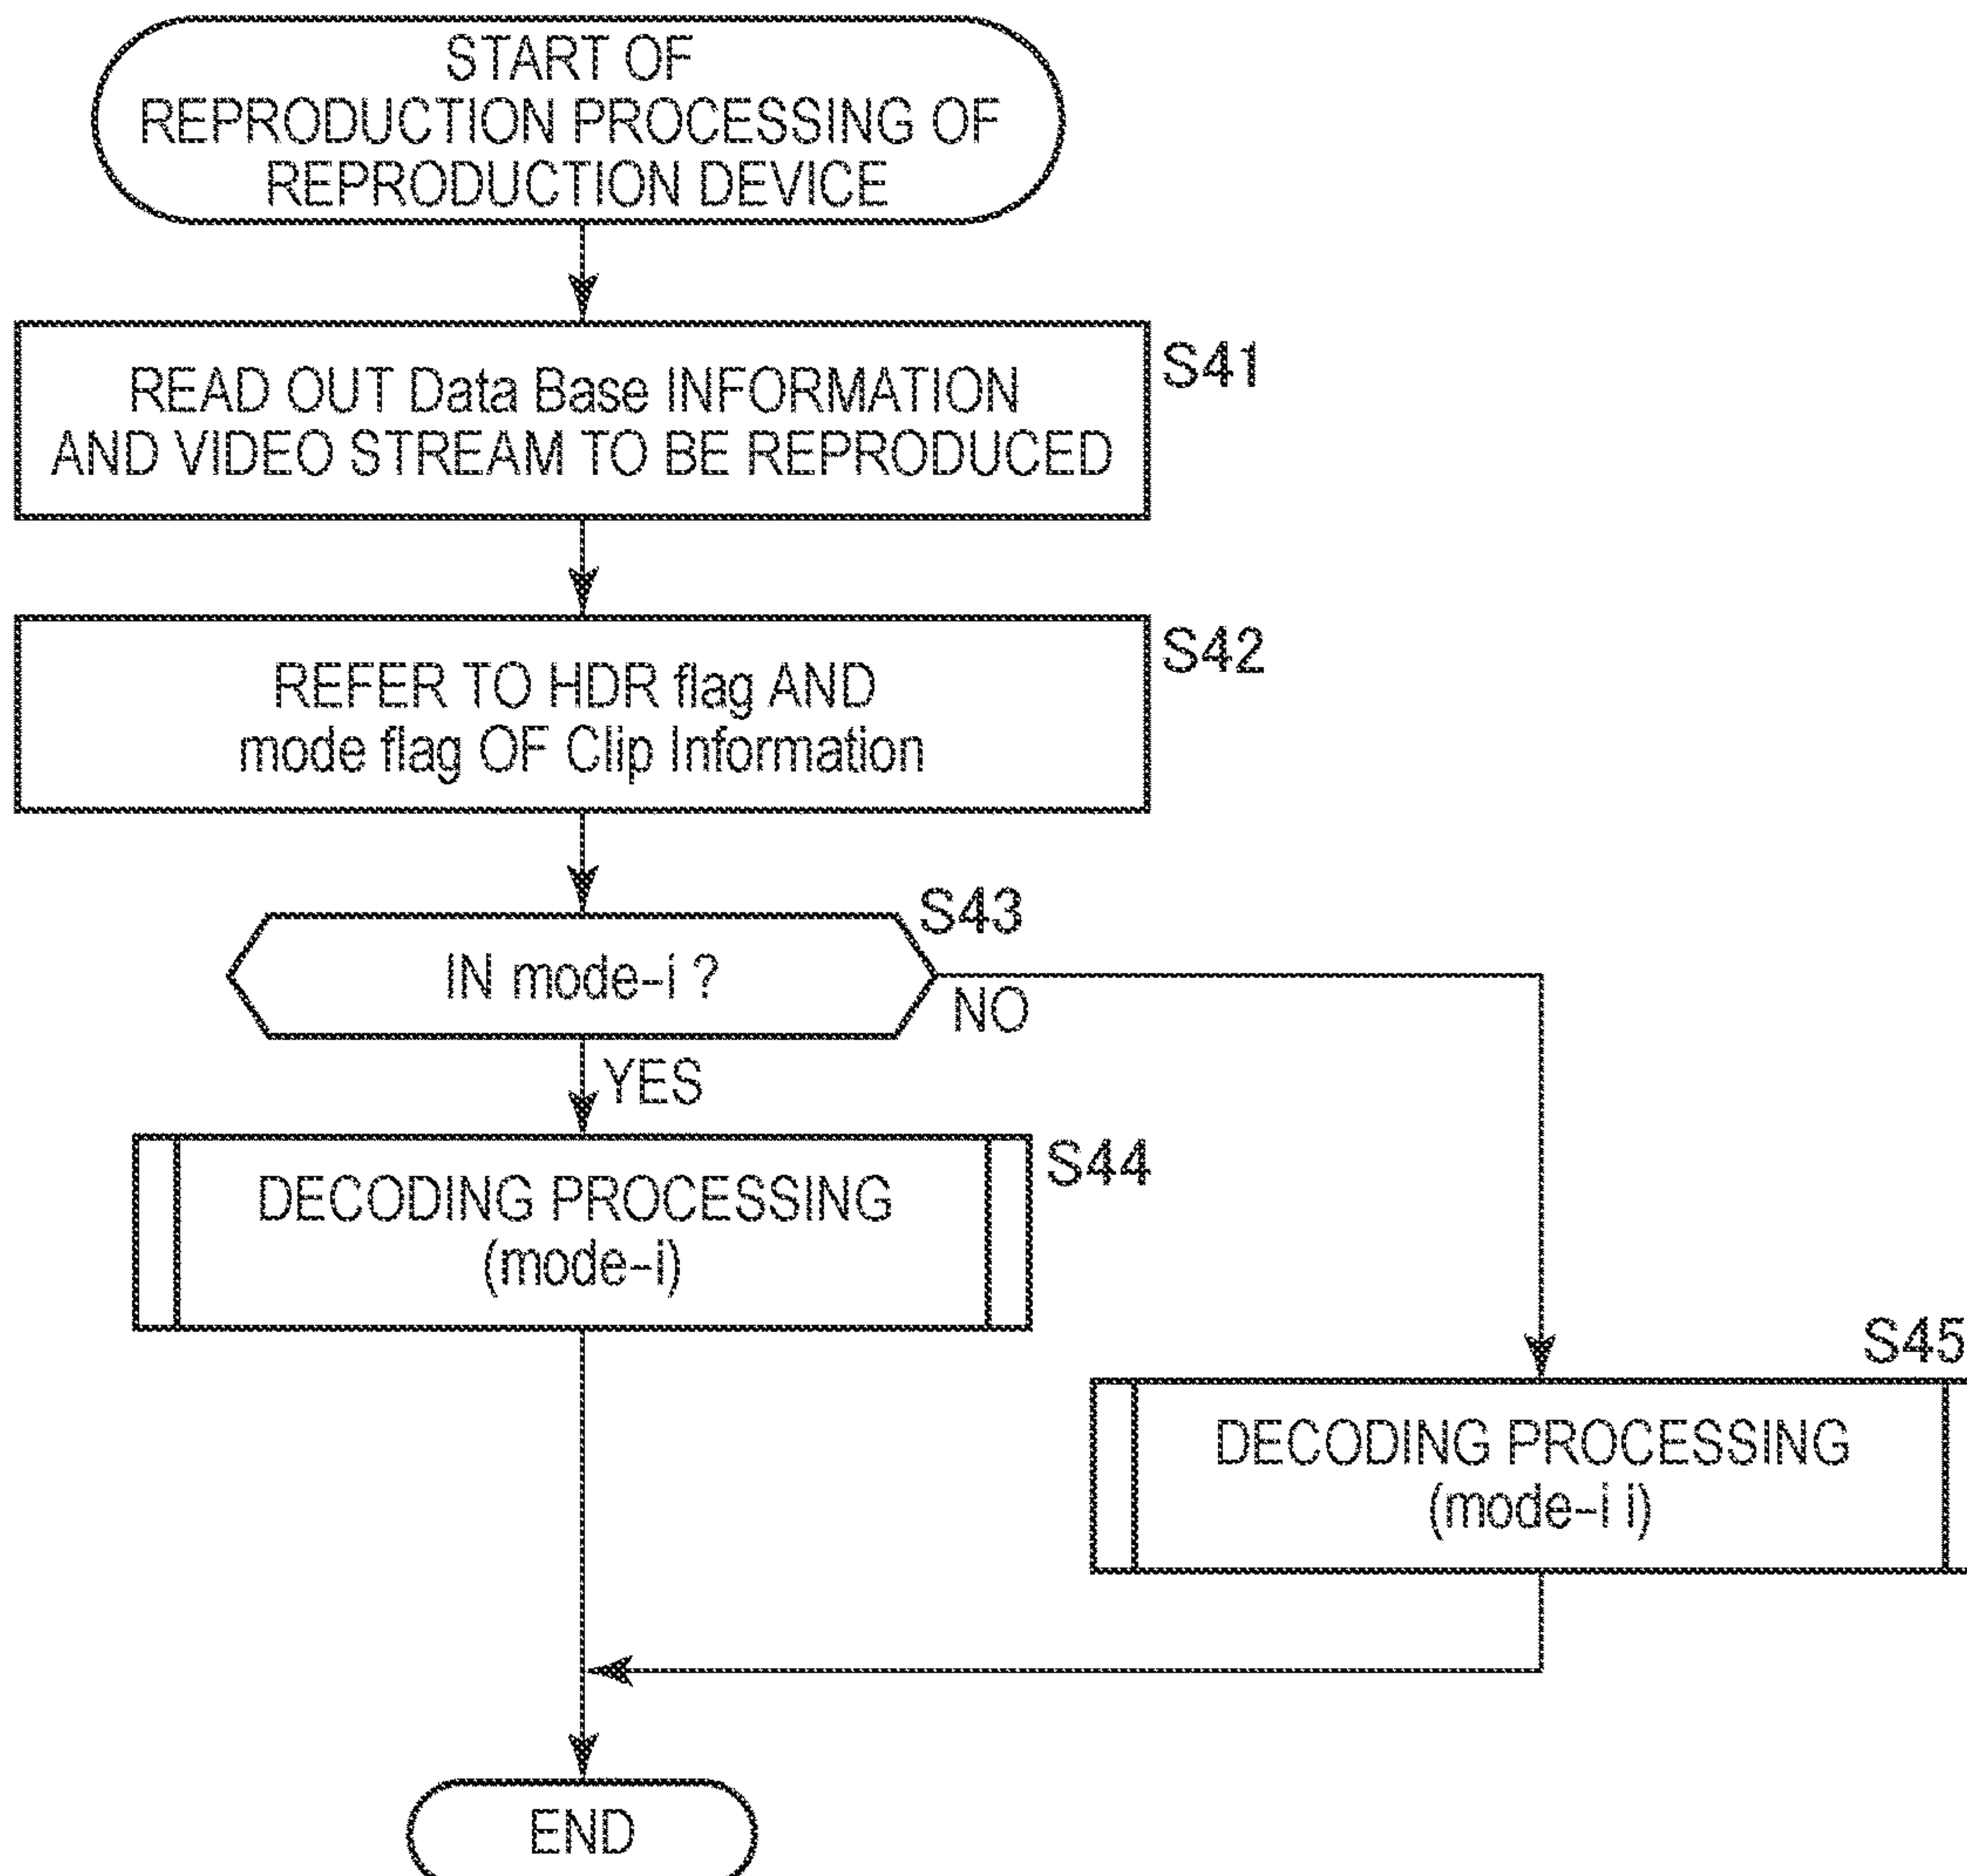 START OF
REPRODUCTION PROCESSING OF
REPRODUCTION DEVICE
S41
READ OUT Data Base INFORMATION
AND VIDEO STREAM TO BE REPRODUCED
S42
REFER TO HDR flag AND
mode flag OF Clip Information
S43
IN mode-i ?
NO
YES
S44
DECODING PROCESSING
(mode-i)
S45
DECODING PROCESSING
(mode-i i)
END